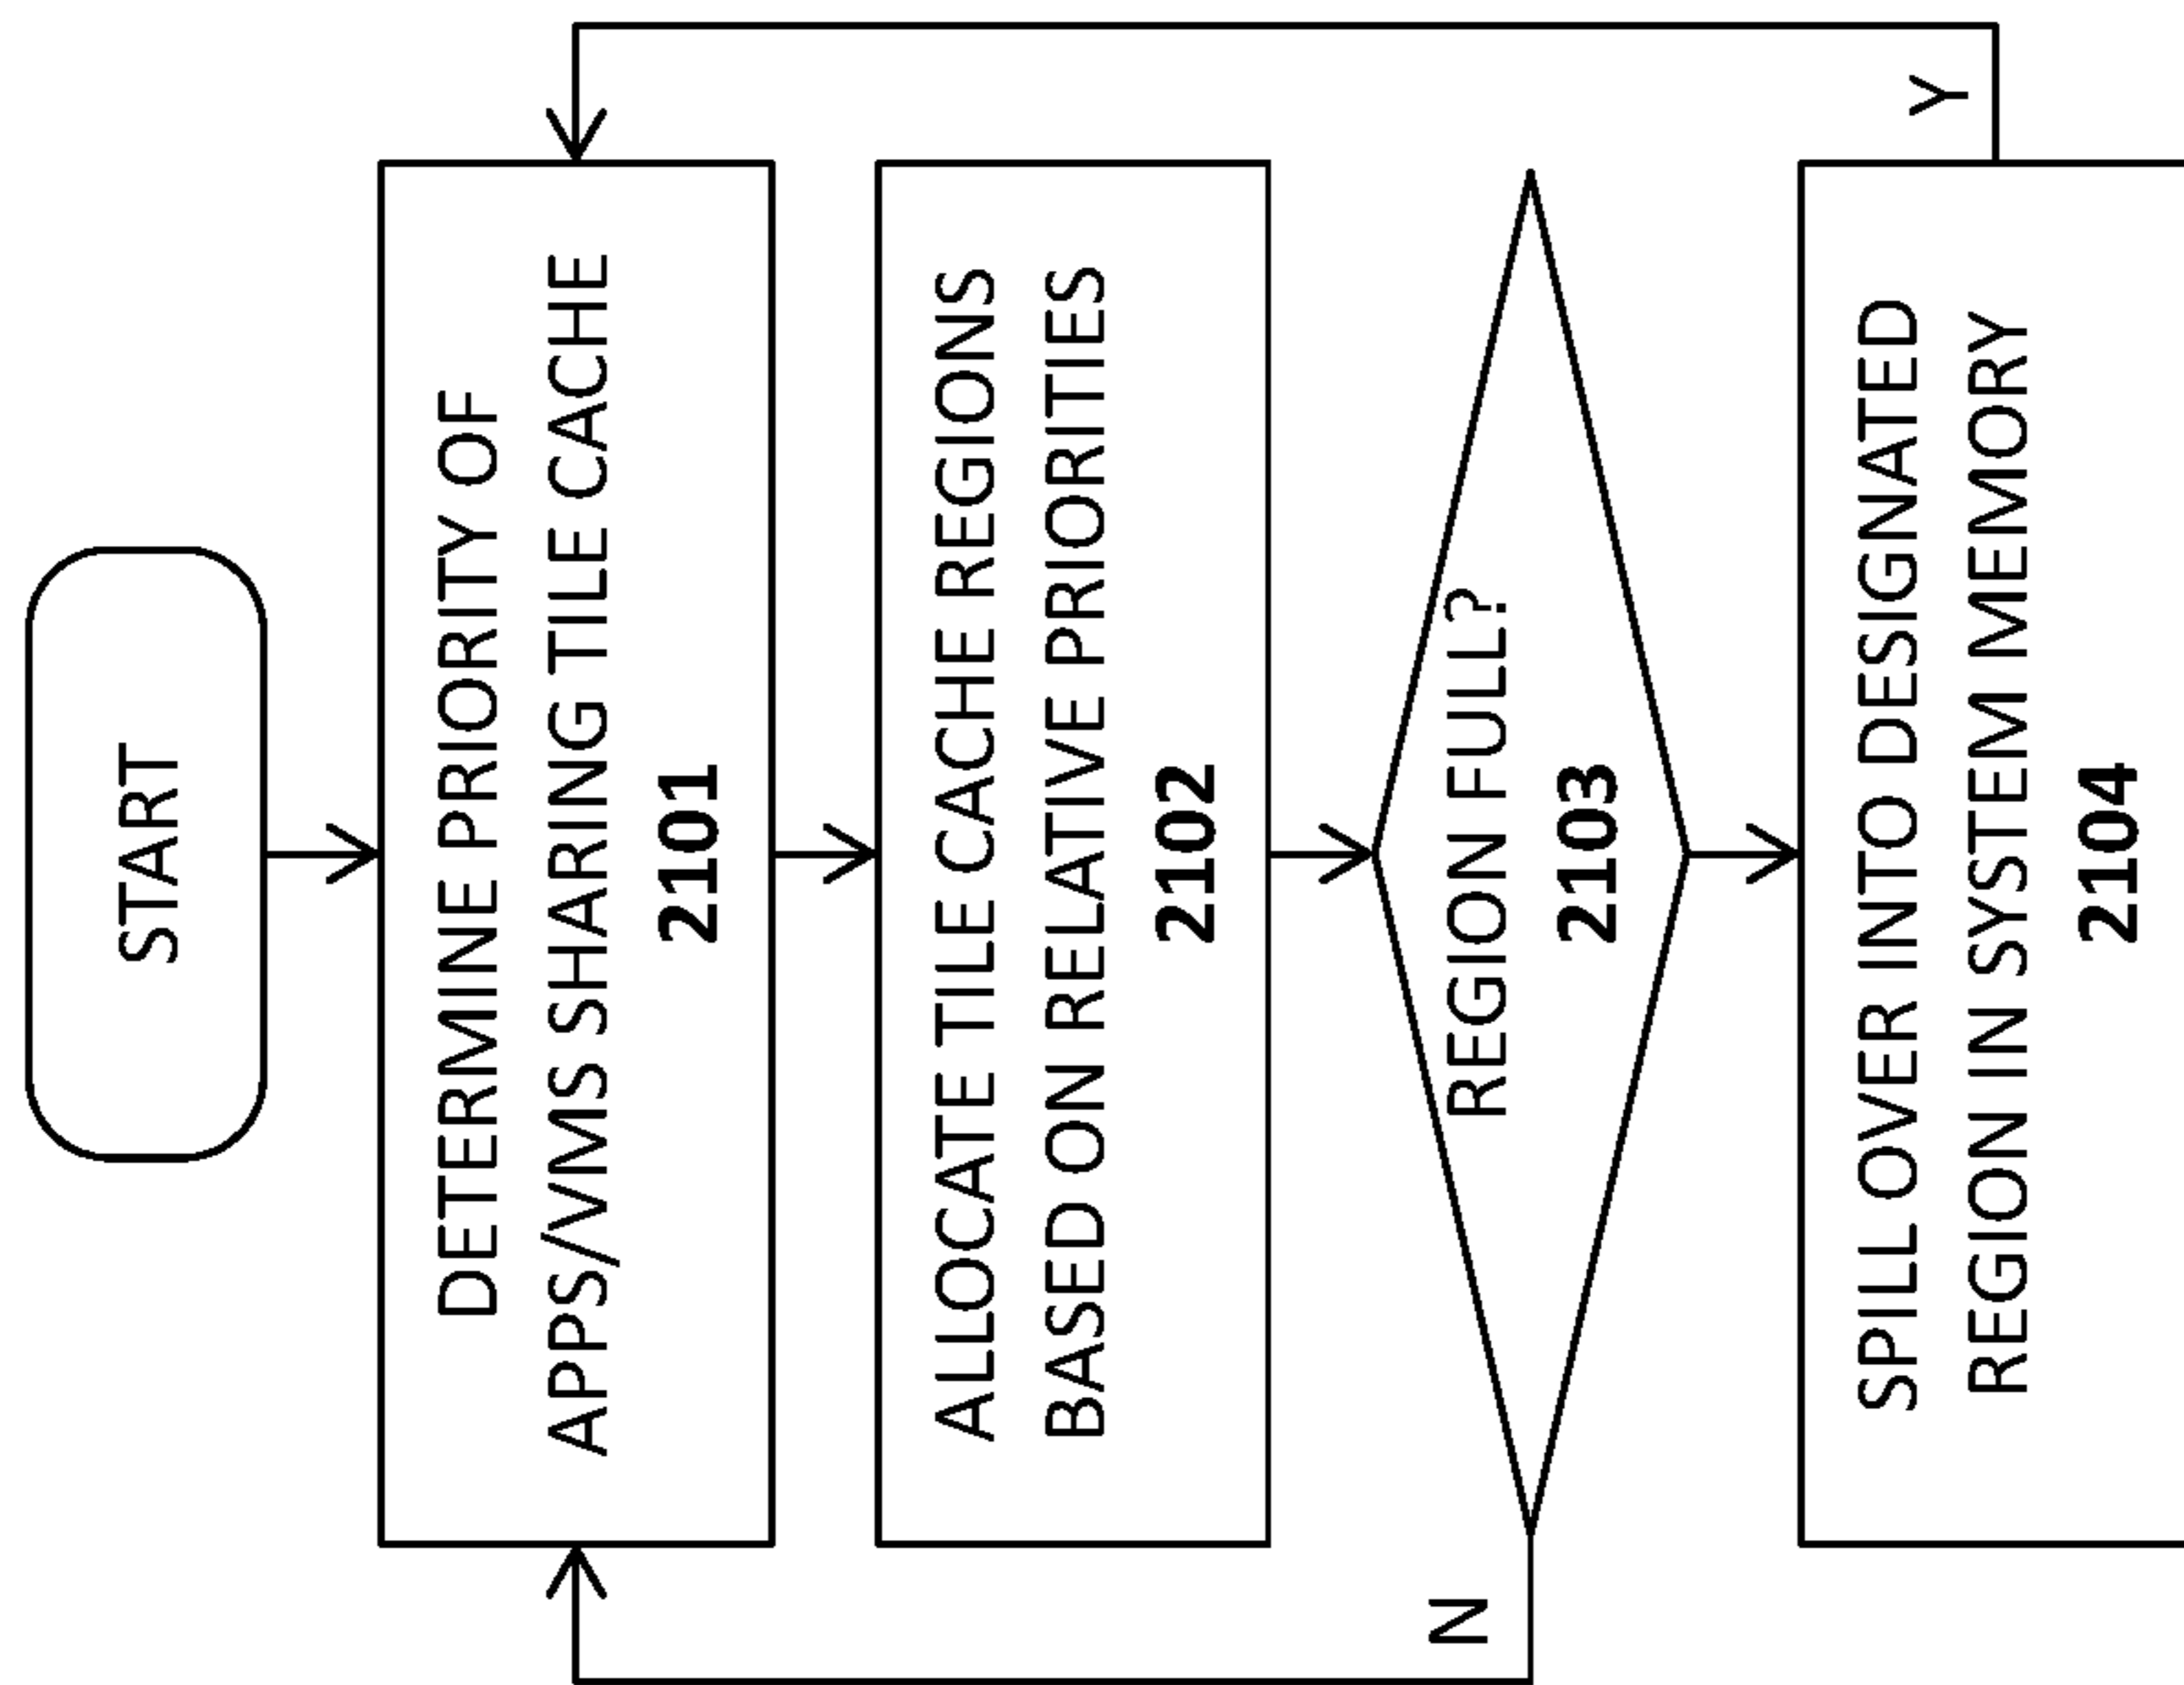 START
DETERMINE PRIORITY OF
APPS/VMS SHARING TILE CACHE
2101
ALLOCATE TILE CACHE REGIONS
BASED ON RELATIVE PRIORITIES
2102
REGION FULL?
2103
N
SPILL OVER INTO DESIGNATED
REGION IN SYSTEM MEMORY
2104
Y